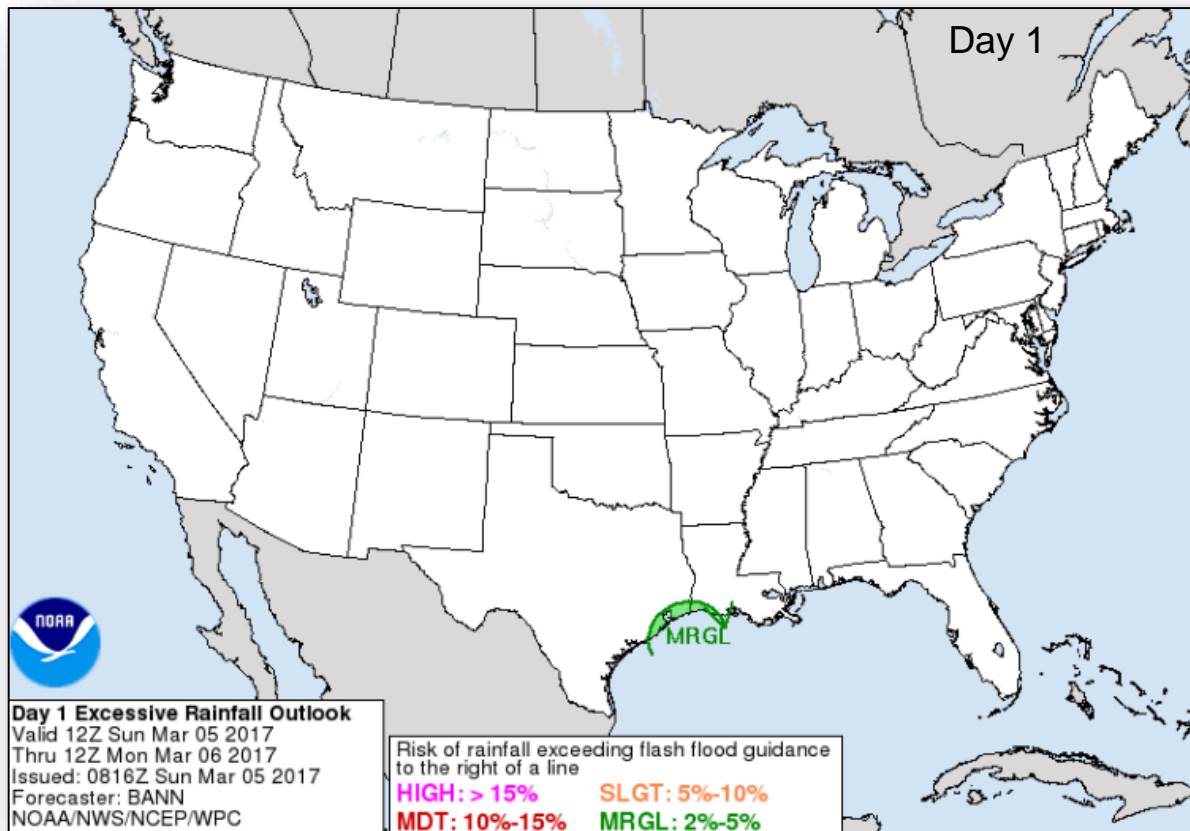 Day 1
MRGL
NOAA
Day 1 Excessive Rainfall Outlook
Valid 12Z Sun Mar 05 2017
Thru 12Z Mon Mar 06 2017
Issued: 0816Z Sun Mar 05 2017
Forecaster: BANN
NOAA/NWS/NCEP/WPC
Risk of rainfall exceeding flash flood guidance
to the right of a line
HIGH: > 15% SLGT: 5%-10%
MDT: 10%-15% MRGL: 2%-5%